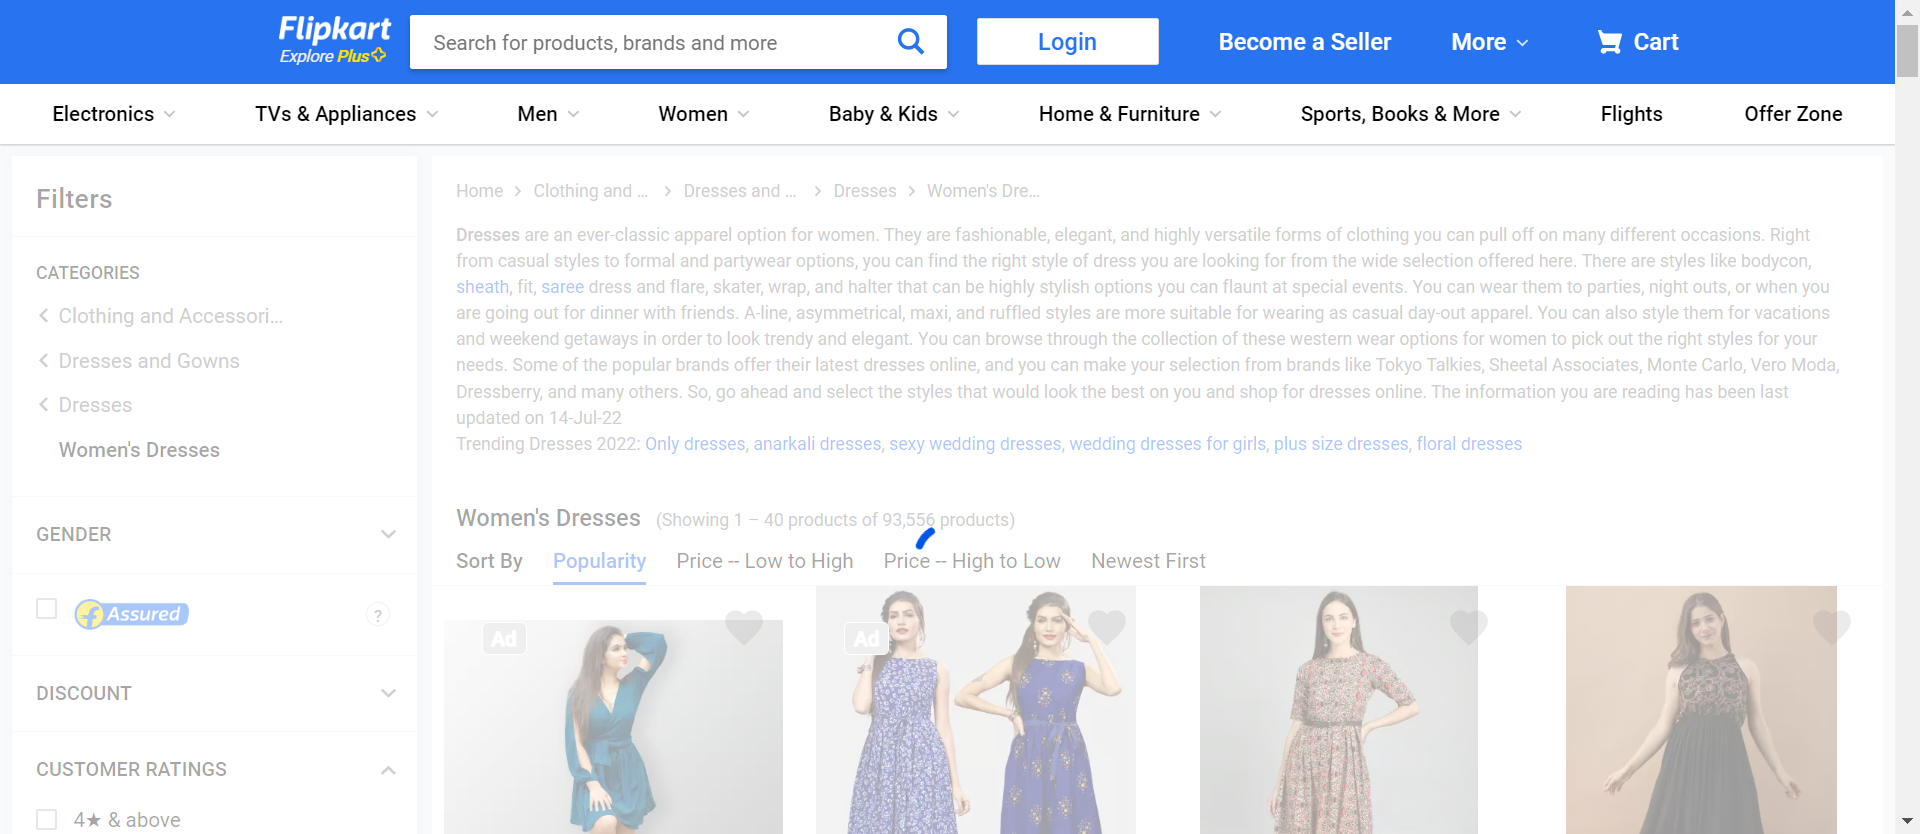 Flipkart
Explore Plus
Search for products, brands and more
Login
Become a Seller
More
Cart
Electronics
TVs & Appliances
Men
Women
Baby & Kids
Home & Furniture
Sports, Books & More
Flights
Offer Zone
Filters
CATEGORIES
Clothing and Accessori...
Dresses and Gowns
Dresses
Women's Dresses
GENDER
Assured
?
DISCOUNT
CUSTOMER RATINGS
4★ & above
Home
Clothing and ...
Dresses and ...
Dresses
Women's Dre...
Dresses are an ever-classic apparel option for women. They are fashionable, elegant, and highly versatile forms of clothing you can pull off on many different occasions. Right
from casual styles to formal and partywear options, you can find the right style of dress you are looking for from the wide selection offered here. There are styles like bodycon,
sheath, fit, saree dress and flare, skater, wrap, and halter that can be highly stylish options you can flaunt at special events. You can wear them to parties, night outs, or when you
are going out for dinner with friends. A-line, asymmetrical, maxi, and ruffled styles are more suitable for wearing as casual day-out apparel. You can also style them for vacations
and weekend getaways in order to look trendy and elegant. You can browse through the collection of these western wear options for women to pick out the right styles for your
needs. Some of the popular brands offer their latest dresses online, and you can make your selection from brands like Tokyo Talkies, Sheetal Associates, Monte Carlo, Vero Moda,
Dressberry, and many others. So, go ahead and select the styles that would look the best on you and shop for dresses online. The information you are reading has been last
updated on 14-Jul-22
Trending Dresses 2022: Only dresses, anarkali dresses, sexy wedding dresses, wedding dresses for girls, plus size dresses, floral dresses
Women's Dresses (Showing 1 – 40 products of 93,556 products)
Sort By
Popularity
Price -- Low to High
Price -- High to Low
Newest First
Ad
Ad